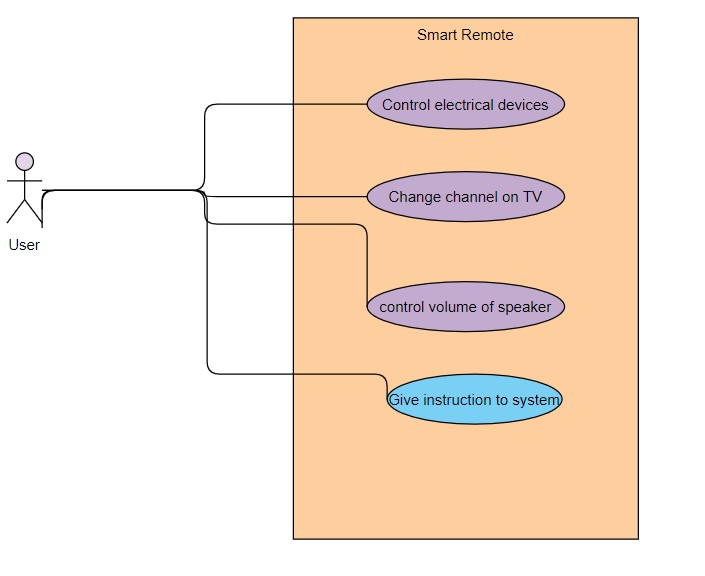 Smart Remote
Control electrical devices
Change channel on TV
User
control volume of speaker
Give instruction to system